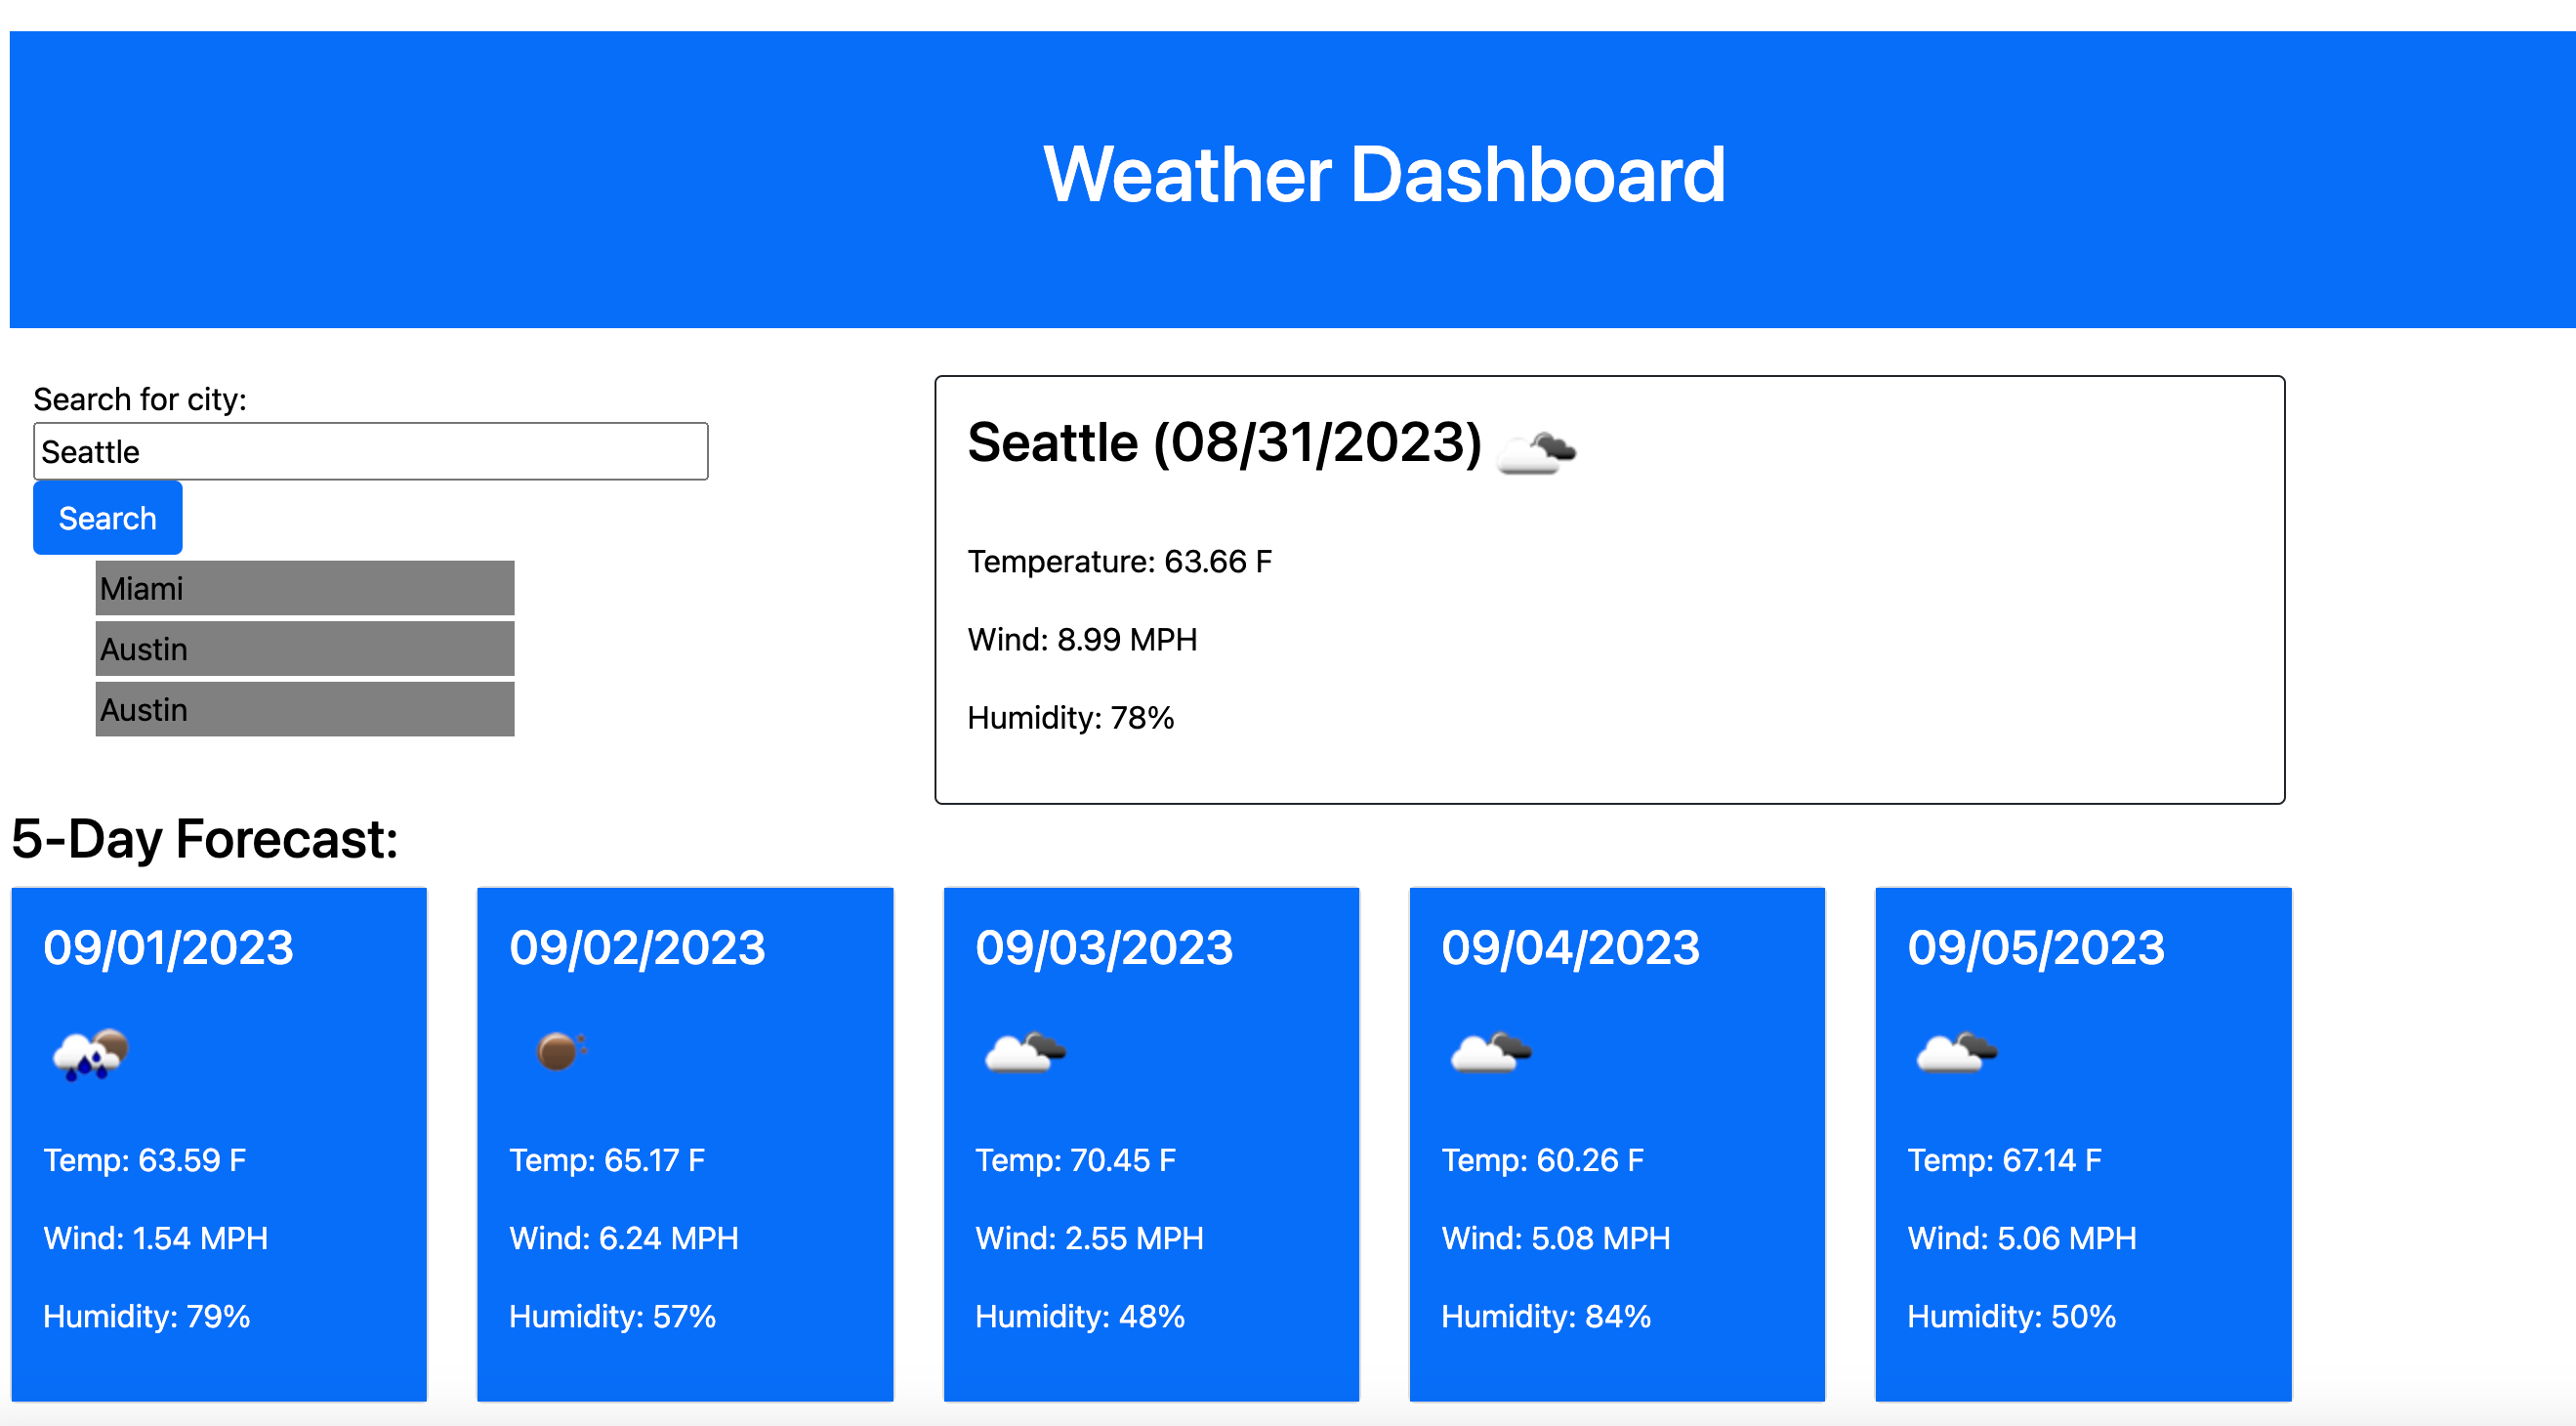 Weather Dashboard
Search for city:
Seattle
Search
Miami
Austin
Austin
Seattle (08/31/2023)
Temperature: 63.66 F
Wind: 8.99 MPH
Humidity: 78%
5-Day Forecast:
09/01/2023
Temp: 63.59 F
Wind: 1.54 MPH
Humidity: 79%
09/02/2023
Temp: 65.17 F
Wind: 6.24 MPH
Humidity: 57%
09/03/2023
Temp: 70.45 F
Wind: 2.55 MPH
Humidity: 48%
09/04/2023
Temp: 60.26 F
Wind: 5.08 MPH
Humidity: 84%
09/05/2023
Temp: 67.14 F
Wind: 5.06 MPH
Humidity: 50%